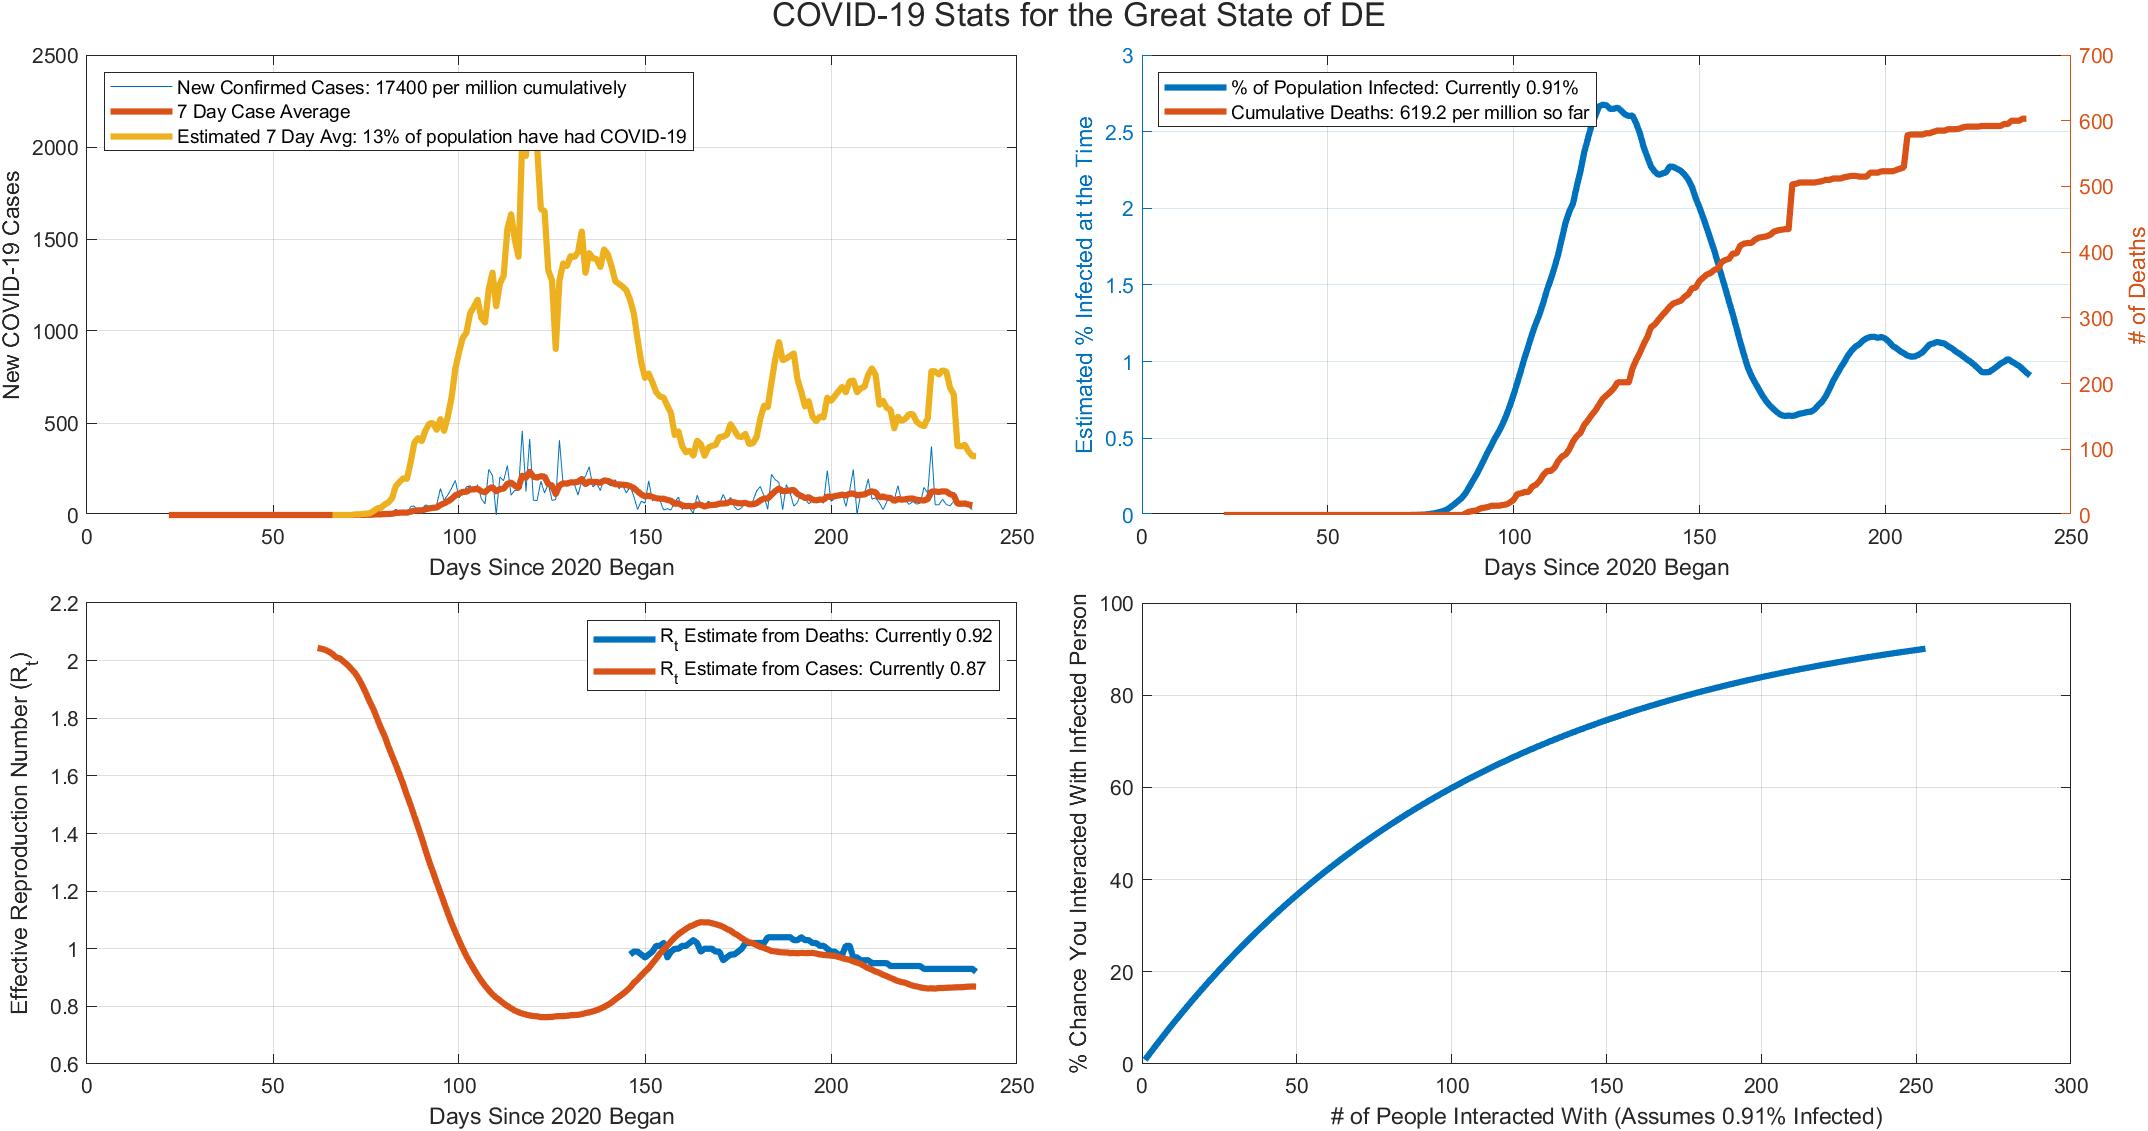 COVID-19 Stats for the Great State of DE
New COVID-19 Cases
2500
2000
1500
1000
500
0
New Confirmed Cases: 17400 per million cumulatively
7 Day Case Average
Estimated 7 Day Avg: 13% of population have had COVID-19
0 50 100 150 200 250
Days Since 2020 Began
Estimated % Infected at the Time
3
2.5
2
1.5
1
0.5
0
% of Population Infected: Currently 0.91%
Cumulative Deaths: 619.2 per million so far
700
600
500
400
300
200
100
0
# of Deaths
0 50 100 150 200 250
Days Since 2020 Began
Effective Reproduction Number (Rt)
2.2
2
1.8
1.6
1.4
1.2
1
0.8
0.6
Rt Estimate from Deaths: Currently 0.92
Rt Estimate from Cases: Currently 0.87
0 50 100 150 200 250
Days Since 2020 Began
% Chance You Interacted With Infected Person
100
80
60
40
20
0
0 50 100 150 200 250 300
# of People Interacted With (Assumes 0.91% Infected)